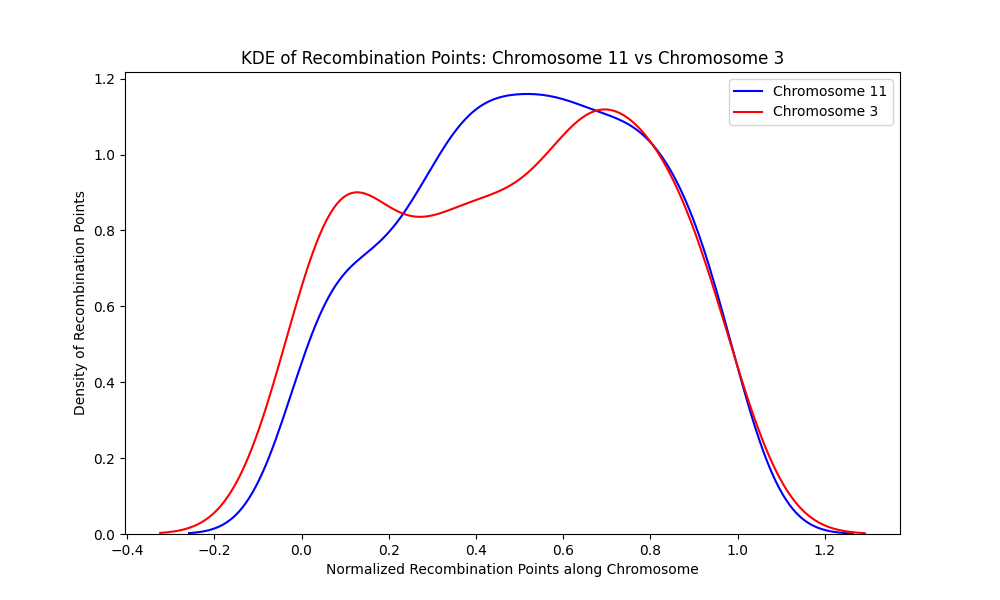 KDE of Recombination Points: Chromosome 11 vs Chromosome 3
Chromosome 11
Chromosome 3
Density of Recombination Points
1.2
1.0
0.8
0.6
0.4
0.2
0.0
−0.4 −0.2 0.0 0.2 0.4 0.6 0.8 1.0 1.2
Normalized Recombination Points along Chromosome